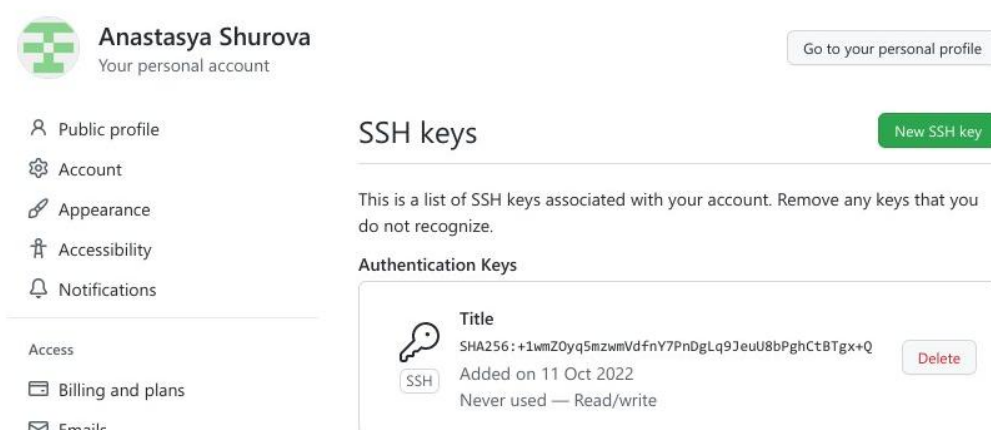 Anastasya Shurova
Your personal account
Go to your personal profile
Public profile
Account
Appearance
Accessibility
Notifications
Access
Billing and plans
Emails
SSH keys
New SSH key
This is a list of SSH keys associated with your account. Remove any keys that you
do not recognize.
Authentication Keys
Title
SHA256:+1wmZOyq5mzwmVdfnY7PnDgLq9JeuU8bPghCtBTgx+Q
SSH
Added on 11 Oct 2022
Never used — Read/write
Delete